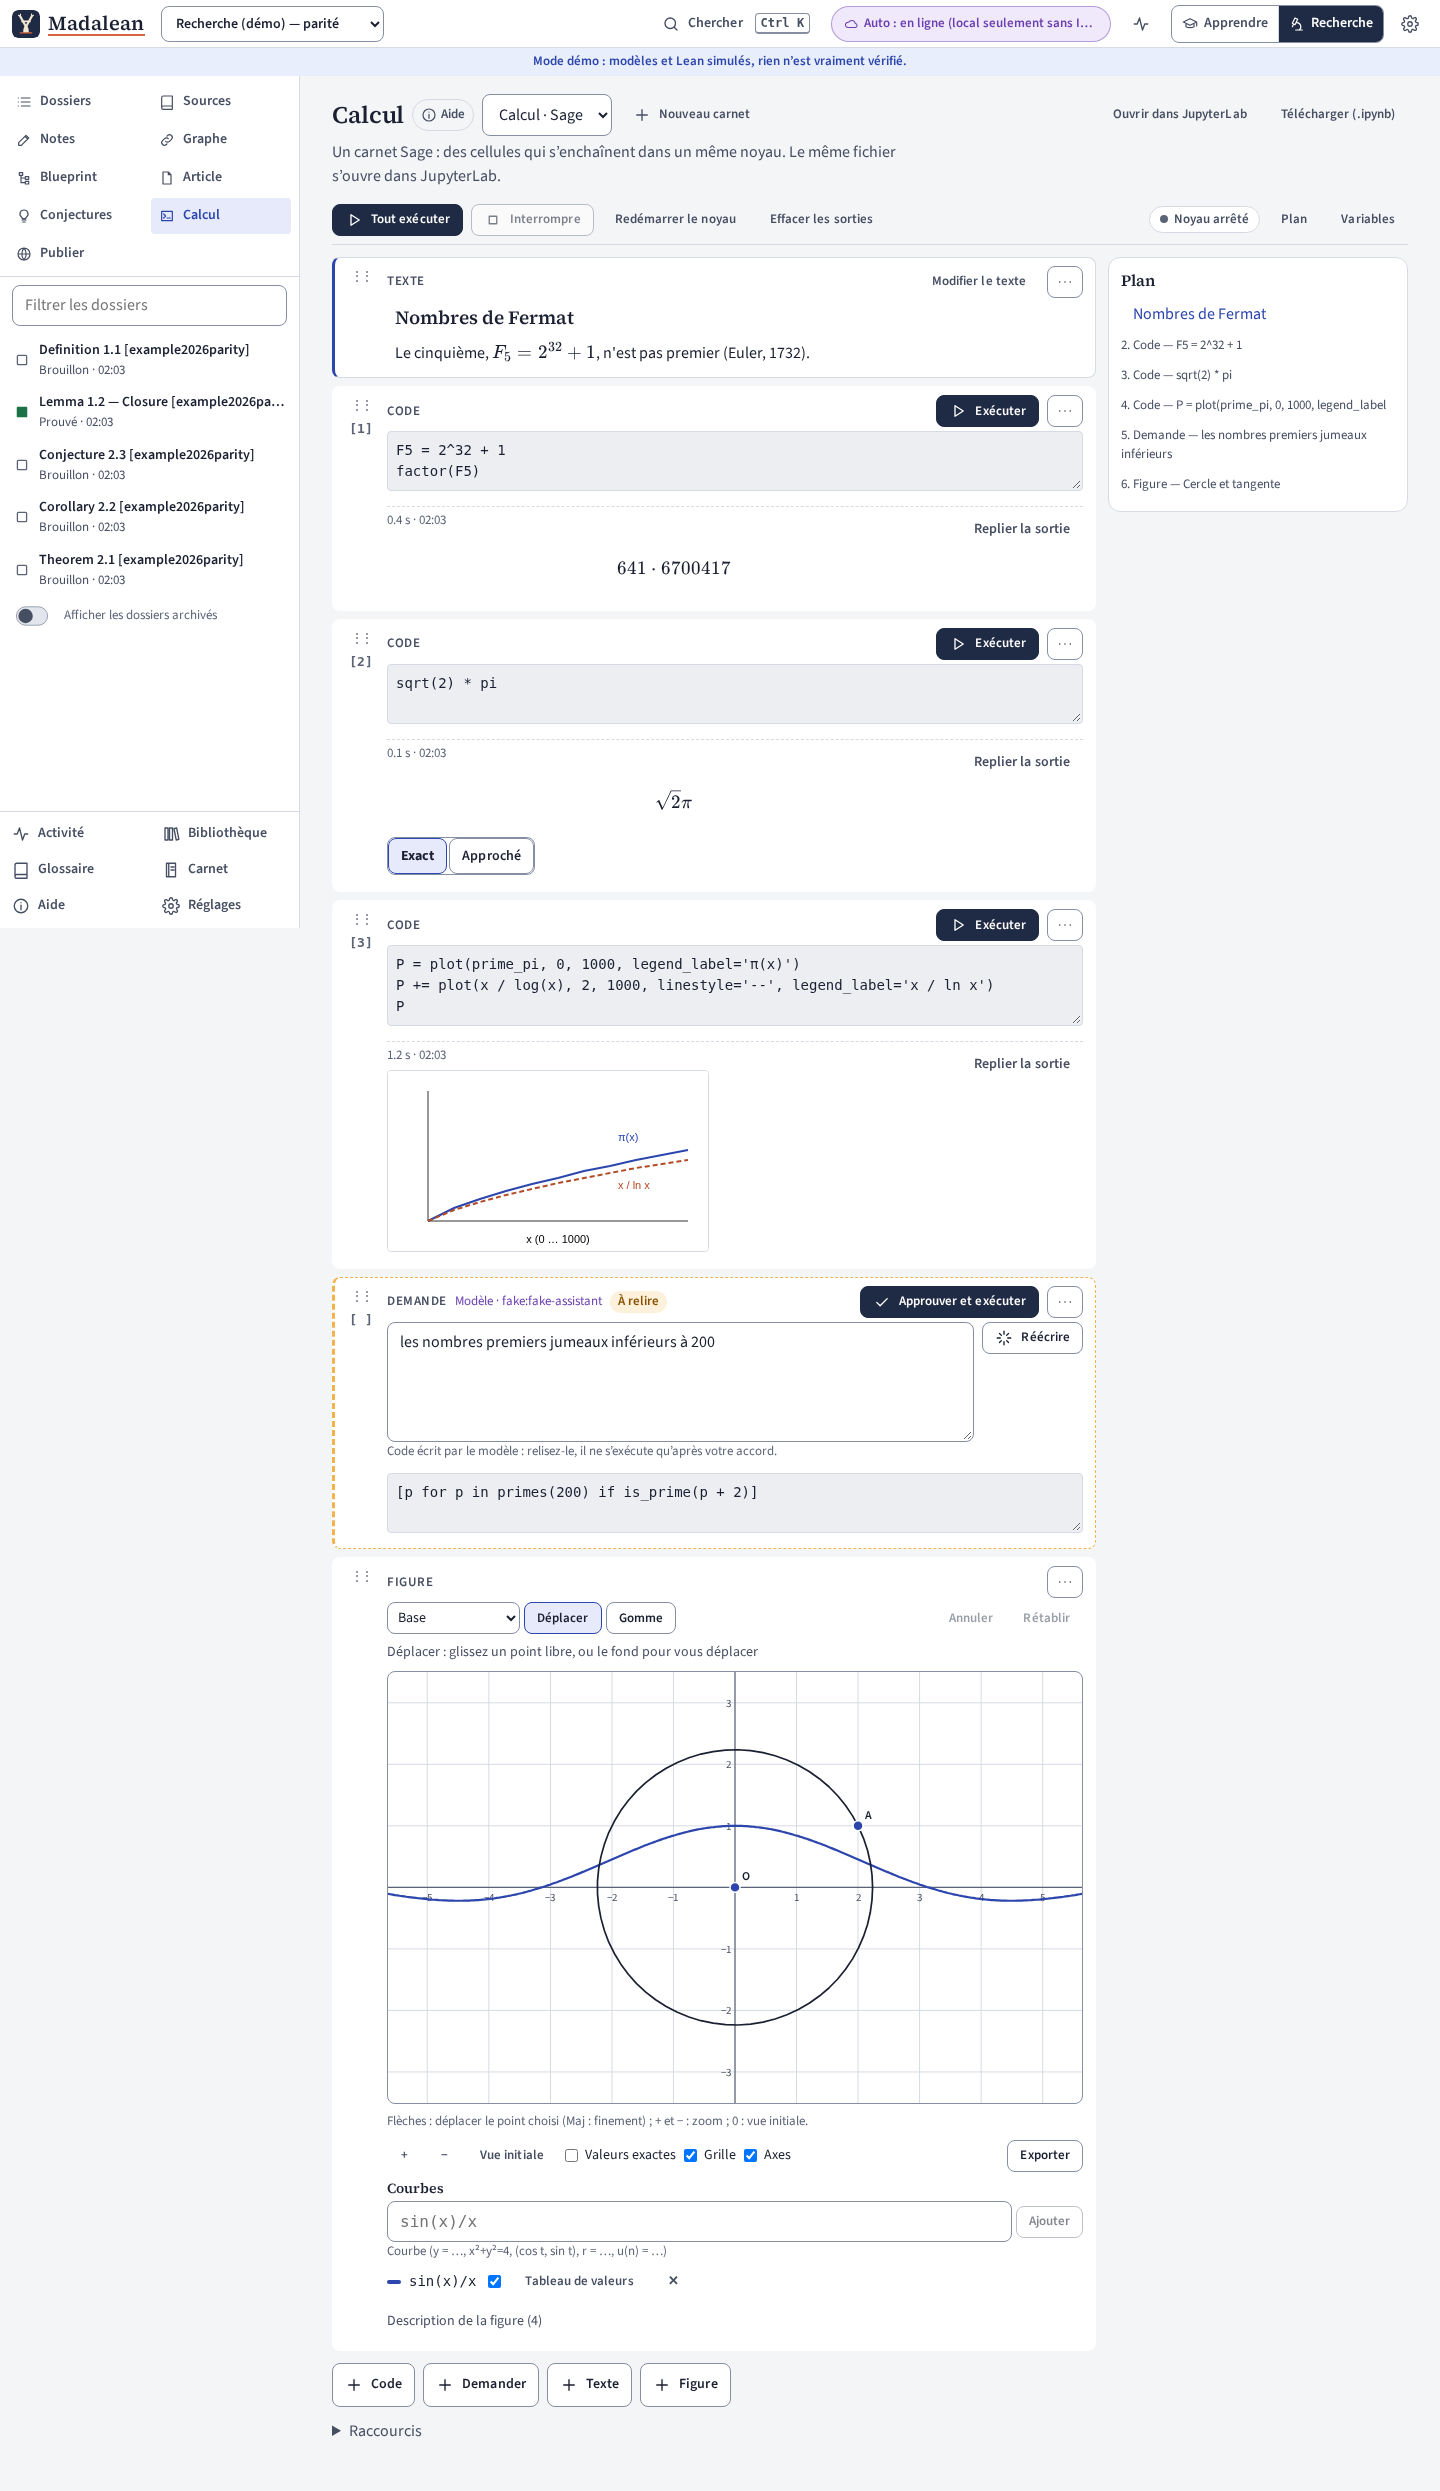 Madalean
Recherche (démo) — parité
Chercher Ctrl K
Auto : en ligne (local seulement sans I…
Apprendre
Recherche
Mode démo : modèles et Lean simulés, rien n’est vraiment vérifié.
Dossiers
Sources
Notes
Graphe
Blueprint
Article
Conjectures
Calcul
Publier
Filtrer les dossiers
Definition 1.1 [example2026parity]
Brouillon · 02:03
Lemma 1.2 — Closure [example2026pa…
Prouvé · 02:03
Conjecture 2.3 [example2026parity]
Brouillon · 02:03
Corollary 2.2 [example2026parity]
Brouillon · 02:03
Theorem 2.1 [example2026parity]
Brouillon · 02:03
Afficher les dossiers archivés
Activité
Bibliothèque
Glossaire
Carnet
Aide
Réglages
Calcul
Aide
Calcul · Sage
Nouveau carnet
Ouvrir dans JupyterLab
Télécharger (.ipynb)
Un carnet Sage : des cellules qui s’enchaînent dans un même noyau. Le même fichier
s’ouvre dans JupyterLab.
Tout exécuter
Interrompre
Redémarrer le noyau
Effacer les sorties
Noyau arrêté
Plan
Variables
TEXTE
Modifier le texte
Nombres de Fermat
Le cinquième, F₅ = 2³² + 1, n'est pas premier (Euler, 1732).
CODE
Exécuter
[1]
F5 = 2^32 + 1
factor(F5)
0.4 s · 02:03
Replier la sortie
641 · 6700417
CODE
Exécuter
[2]
sqrt(2) * pi
0.1 s · 02:03
Replier la sortie
√2π
Exact
Approché
CODE
Exécuter
[3]
P = plot(prime_pi, 0, 1000, legend_label='π(x)')
P += plot(x / log(x), 2, 1000, linestyle='--', legend_label='x / ln x')
P
1.2 s · 02:03
Replier la sortie
π(x)
x / ln x
x (0 … 1000)
DEMANDE Modèle · fake:fake-assistant À relire
Approuver et exécuter
[ ]
les nombres premiers jumeaux inférieurs à 200
Réécrire
Code écrit par le modèle : relisez-le, il ne s’exécute qu’après votre accord.
[p for p in primes(200) if is_prime(p + 2)]
FIGURE
Base
Déplacer
Gomme
Annuler
Rétablir
Déplacer : glissez un point libre, ou le fond pour vous déplacer
3
2
A
1
O
−5 −4 −3 −2 −1 1 2 3 4 5
−1
−2
−3
Flèches : déplacer le point choisi (Maj : finement) ; + et − : zoom ; 0 : vue initiale.
+
−
Vue initiale
Valeurs exactes
Grille
Axes
Exporter
Courbes
sin(x)/x
Ajouter
Courbe (y = …, x²+y²=4, (cos t, sin t), r = …, u(n) = …)
sin(x)/x
Tableau de valeurs
×
Description de la figure (4)
Code
Demander
Texte
Figure
Raccourcis
Plan
Nombres de Fermat
2. Code — F5 = 2^32 + 1
3. Code — sqrt(2) * pi
4. Code — P = plot(prime_pi, 0, 1000, legend_label
5. Demande — les nombres premiers jumeaux
inférieurs
6. Figure — Cercle et tangente